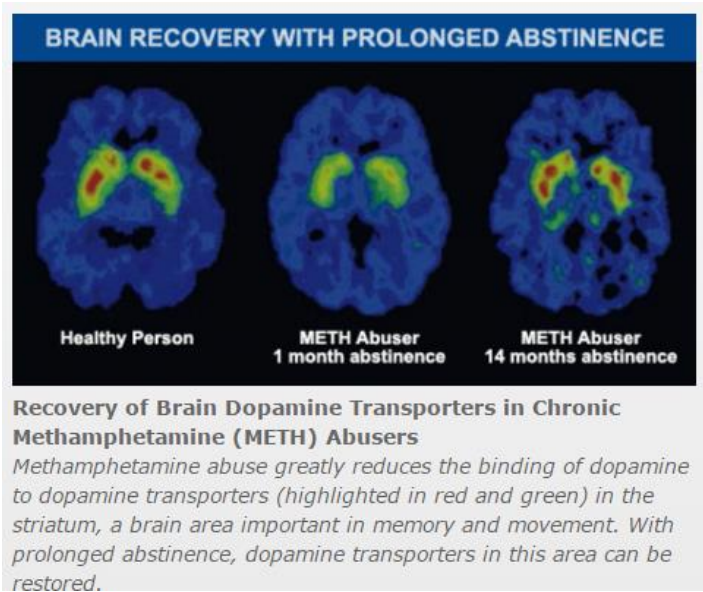 BRAIN RECOVERY WITH PROLONGED ABSTINENCE
Healthy Person
METH Abuser
1 month abstinence
METH Abuser
14 months abstinence
Recovery of Brain Dopamine Transporters in Chronic
Methamphetamine (METH) Abusers
Methamphetamine abuse greatly reduces the binding of dopamine
to dopamine transporters (highlighted in red and green) in the
striatum, a brain area important in memory and movement. With
prolonged abstinence, dopamine transporters in this area can be
restored.